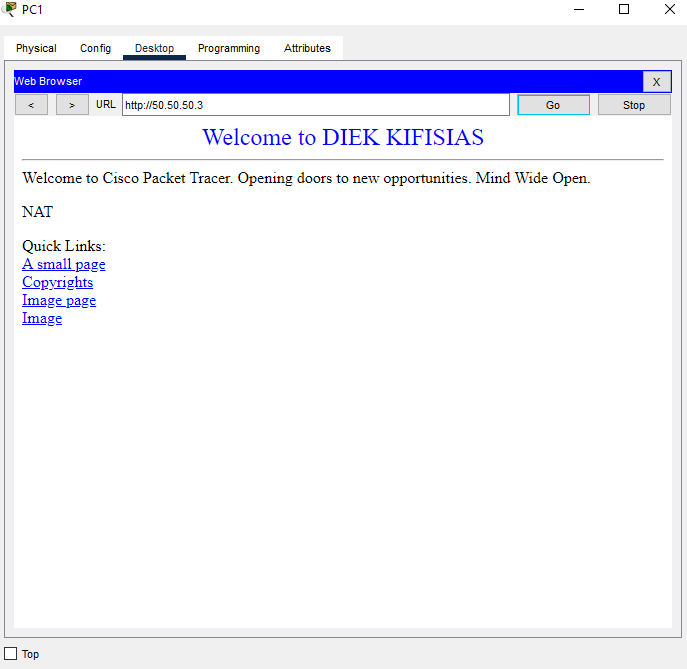 PC1
Physical Config Desktop Programming Attributes
Web Browser X
< > URL http://50.50.50.3 Go Stop
Welcome to DIEK KIFISIAS
Welcome to Cisco Packet Tracer. Opening doors to new opportunities. Mind Wide Open.
NAT
Quick Links:
A small page
Copyrights
Image page
Image
Top